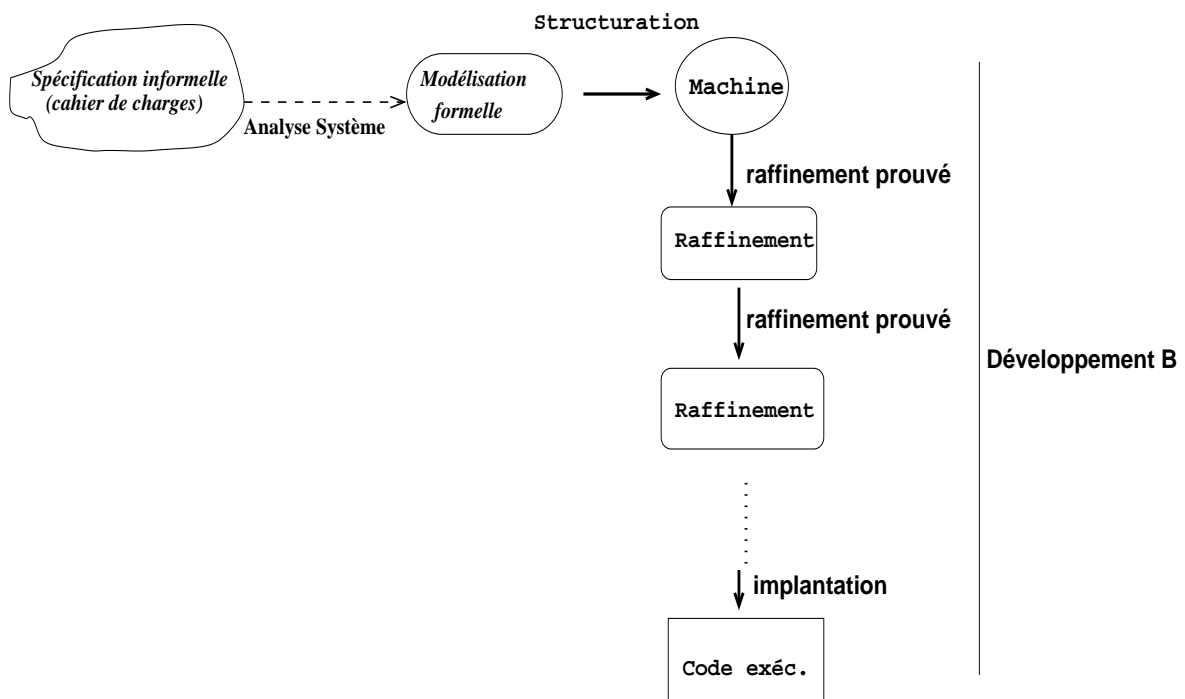 Structuration
Spécification informelle
(cahier de charges)
Analyse Système
Modélisation
formelle
Machine
raffinement prouvé
Raffinement
raffinement prouvé
Développement B
Raffinement
implantation
Code exéc.